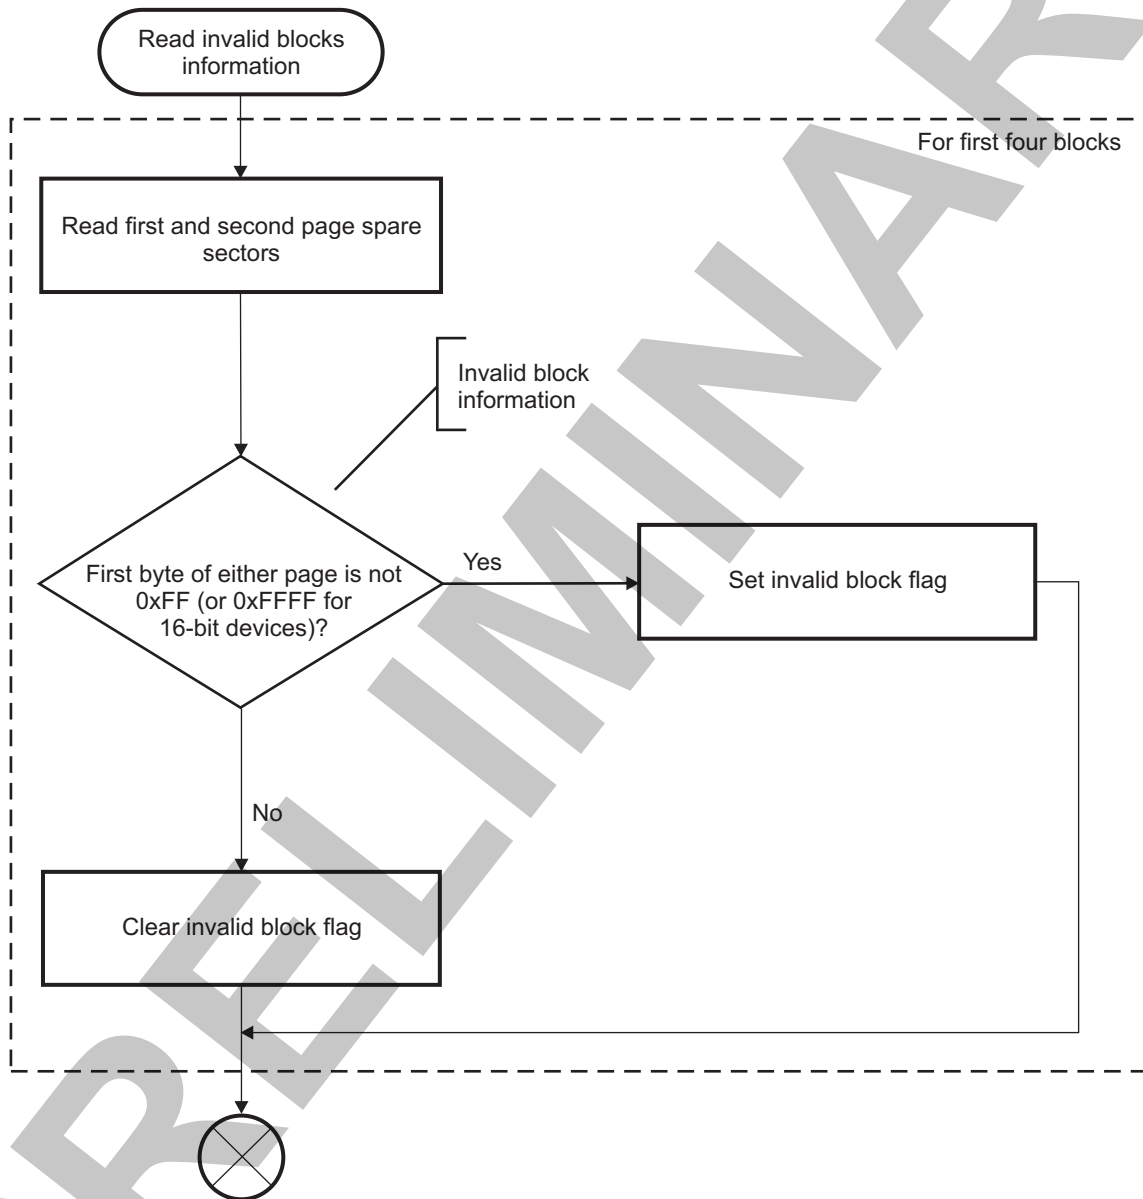 Read invalid blocks
information
For first four blocks
Read first and second page spare
sectors
Invalid block
information
First byte of either page is not
0xFF (or 0xFFFF for
16-bit devices)?
Yes
Set invalid block flag
No
Clear invalid block flag
RELIMINAR